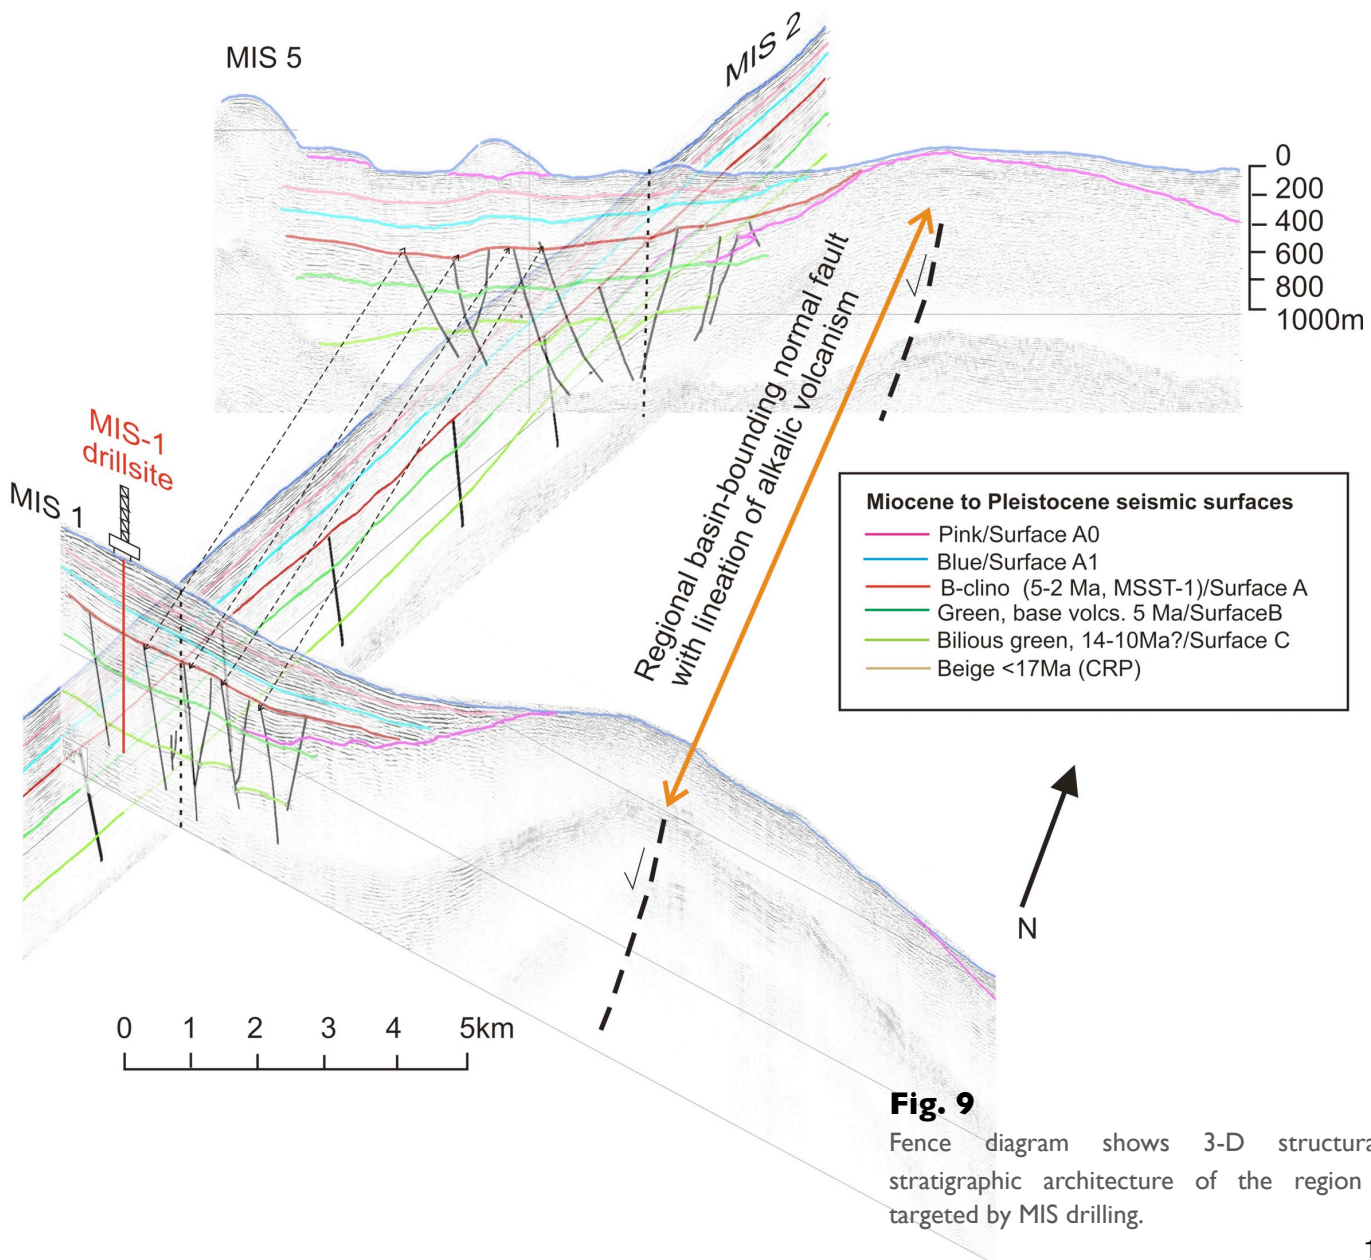 MIS 5
MIS 2
0
200
400
600
800
1000m
Regional basin-bounding normal fault
with lineation of alkalic volcanism
MIS-1
drillsite
MIS 1
Miocene to Pleistocene seismic surfaces
Pink/Surface A0
Blue/Surface A1
B-clino (5-2 Ma, MSST-1)/Surface A
Green, base volcs. 5 Ma/SurfaceB
Bilious green, 14-10Ma?/Surface C
Beige <17Ma (CRP)
N
0 1 2 3 4 5km
Fig. 9
Fence diagram shows 3-D structura
stratigraphic architecture of the region
targeted by MIS drilling.
1